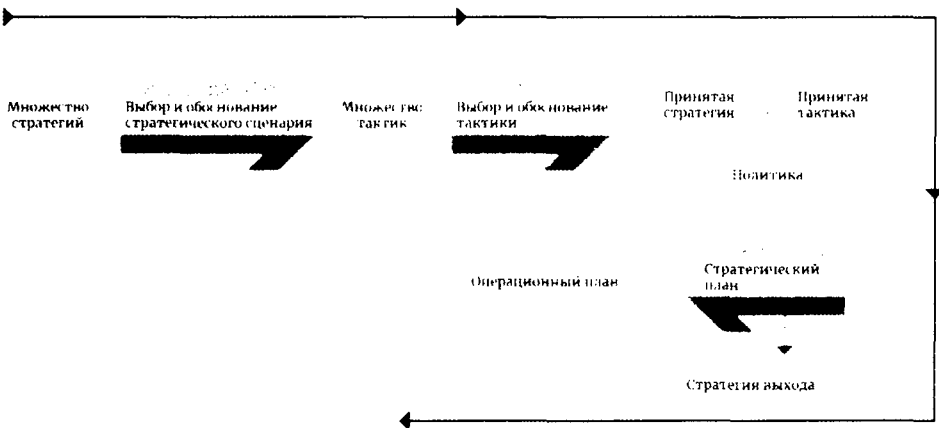 Множество
стратегий
Выбор и обоснование
стратегического сценария
Множество
тактик
Выбор и обоснование
тактики
Принятая
стратегия
Принятая
тактика
Политика
Операционный план
Стратегический
план
Стратегия выхода